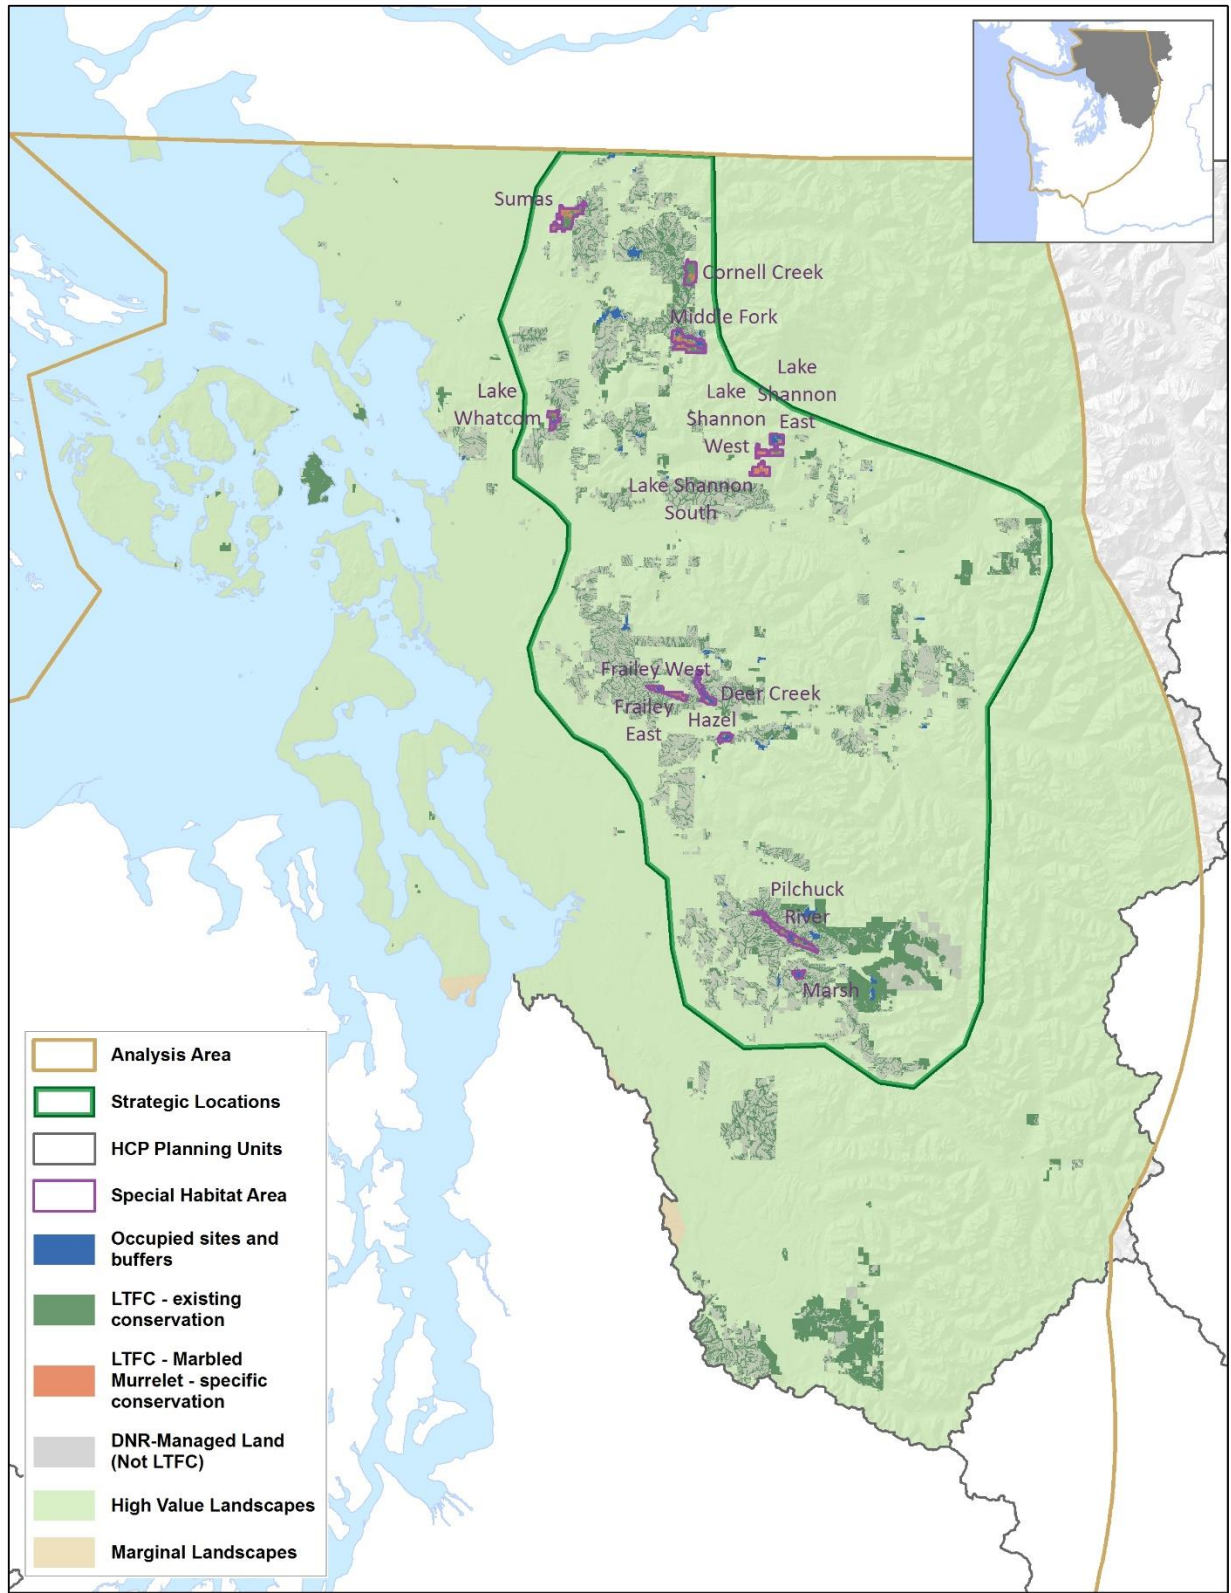 Sumas
Cornell Creek
Middle Fork
Lake
Shannon
East
Lake
Whatcom
Lake
Shannon
West
Lake Shannon
South
Frailey West
Deer Creek
Frailey
East
Hazel
Pilchuck
River
Marsh
Analysis Area
Strategic Locations
HCP Planning Units
Special Habitat Area
Occupied sites and
buffers
LTFC - existing
conservation
LTFC - Marbled
Murrelet - specific
conservation
DNR-Managed Land
(Not LTFC)
High Value Landscapes
Marginal Landscapes